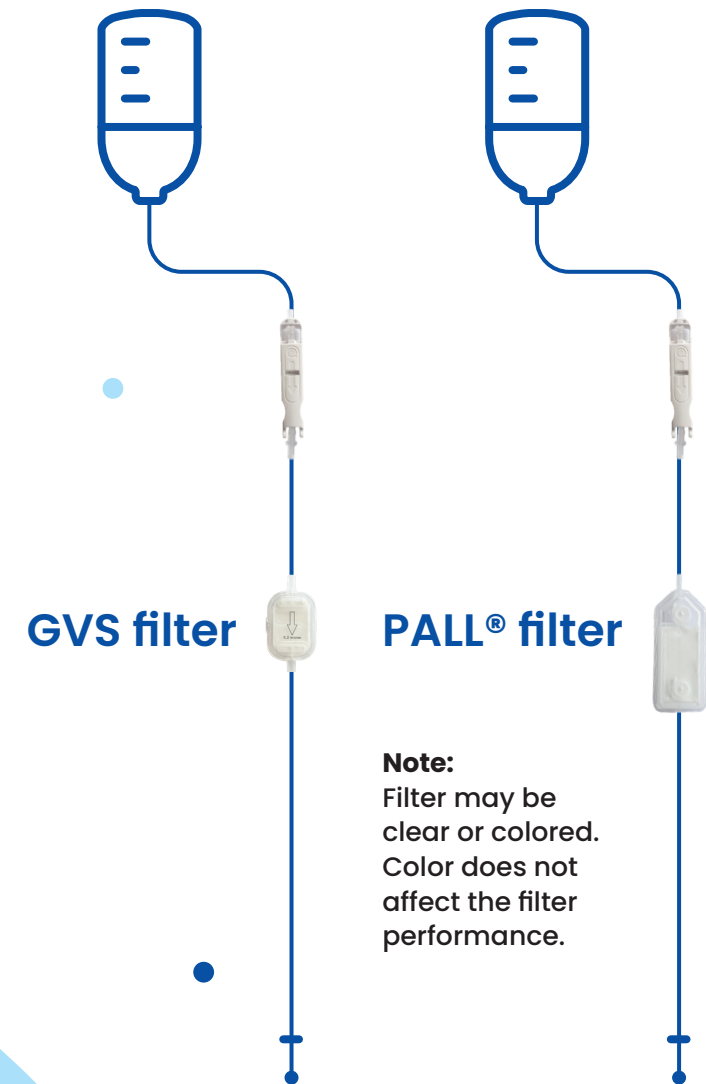 GVS filter
PALL® filter
Note:
Filter may be
clear or colored.
Color does not
affect the filter
performance.